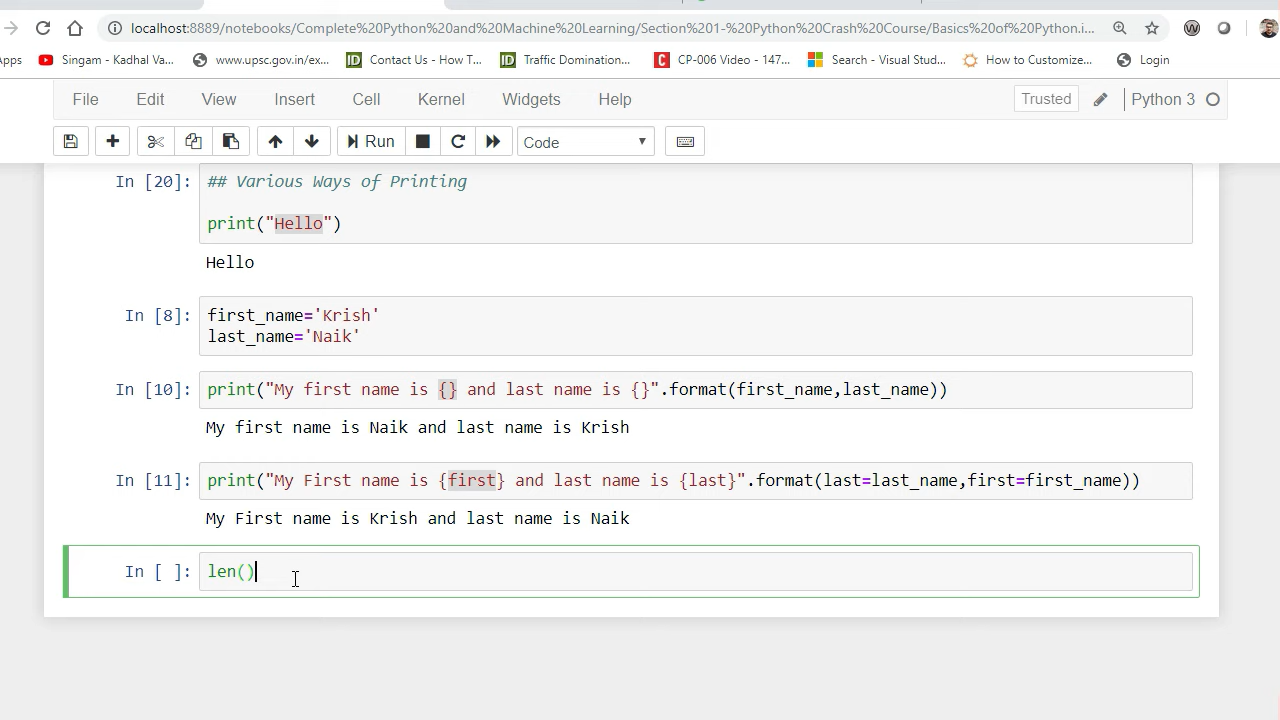 localhost:8889/notebooks/Complete%20Python%20and%20Machine%20Learning/Section%201-%20Python%20Crash%20Course/Basics%20of%20Python.i...
Apps Singam Kadhal Va... www.upsc.gov.in/ex... ID Contact Us - How T... ID Traffic Domination... C CP-006 Video - 147... Search - Visual Stud... How to Customize... Login
File Edit View Insert Cell Kernel Widgets Help Trusted Python 3
Run Code
In [20]: ## Various Ways of Printing
print("Hello")
Hello
In [8]: first_name='Krish'
last_name='Naik'
In [10]: print("My first name is {} and last name is {}".format(first_name,last_name))
My first name is Naik and last name is Krish
In [11]: print("My First name is {first} and last name is {last}".format(last=last_name,first=first_name))
My First name is Krish and last name is Naik
In [ ]: len()